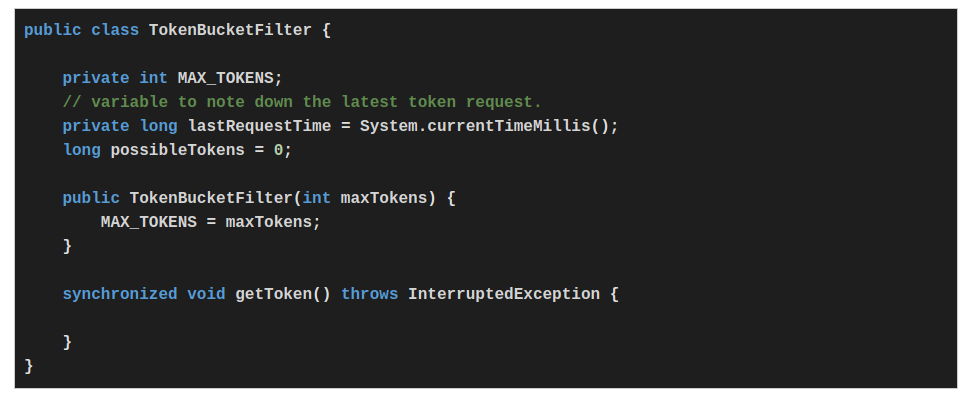 public class TokenBucketFilter {
private int MAX_TOKENS;
// variable to note down the latest token request.
private long lastRequestTime = System.currentTimeMillis();
long possibleTokens = 0;
public TokenBucketFilter(int maxTokens) {
MAX_TOKENS = maxTokens;
}
synchronized void getToken() throws InterruptedException {
}
}